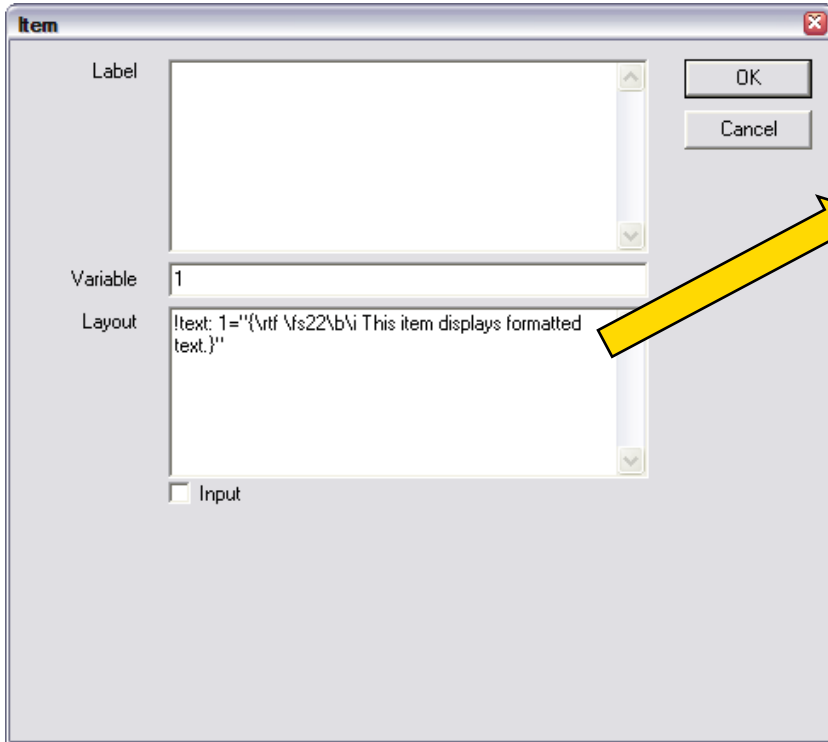 Item
Label
OK
Cancel
Variable
1
Layout
!text: 1="{\rtf \fs22\b\i This item displays formatted
text.}"
Input